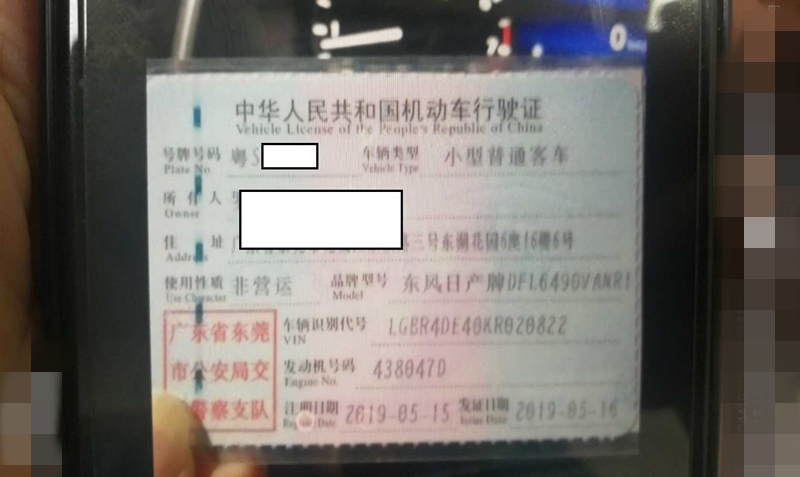 中华人民共和国机动车行驶证
Vehicle License of the People's Republic of China
号牌号码 粤S 车辆类型 小型普通客车
Plate No. Vehicle Type
所有人
Owner
住址 三号东湖花园6座16楼6号
Address
使用性质 非营运 品牌型号 东风日产牌DFL6490VANR1
Use Character Model
广东省东莞 车辆识别代号 LGBR4DE40KR020822
VIN
市公安局交 发动机号码 438047D
Engine No.
警察支队 注册日期 2019-05-15 发证日期 2019-05-16
Date Issue Date
0